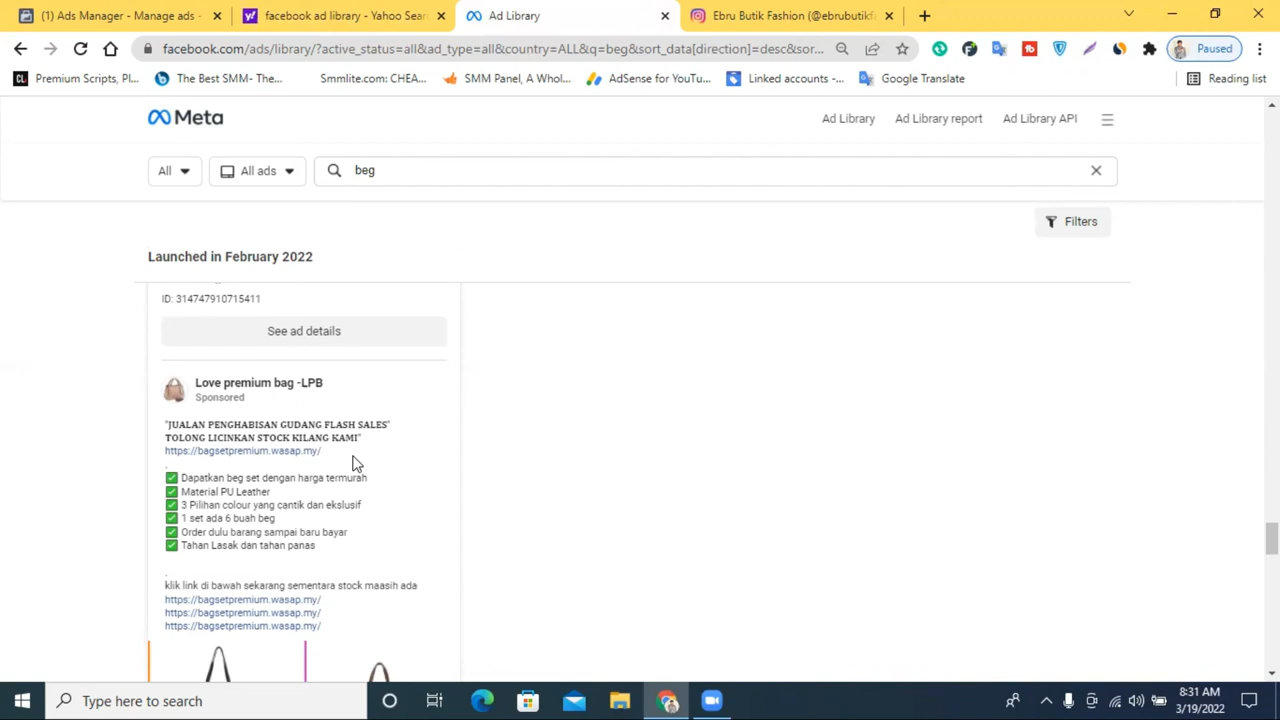 (1) Ads Manager - Manage ads -
facebook ad library - Yahoo Sear
Ad Library
Ebru Butik Fashion (@ebrubutikf
facebook.com/ads/library/?active_status=all&ad_type=all&country=ALL&q=beg&sort_data[direction]=desc&sor...
Paused
Premium Scripts, Pl...
The Best SMM- The...
Smmlite.com: CHEA...
SMM Panel, A Whol...
AdSense for YouTu...
Linked accounts -...
Google Translate
Reading list
Meta
Ad Library
Ad Library report
Ad Library API
All
All ads
beg
Filters
Launched in February 2022
ID: 314747910715411
See ad details
Love premium bag -LPB
Sponsored
"JUALAN PENGHABISAN GUDANG FLASH SALES'
TOLONG LICINKAN STOCK KILANG KAMI"
https://bagsetpremium.wasap.my/
.
✅ Dapatkan beg set dengan harga termurah
✅ Material PU Leather
✅ 3 Pilihan colour yang cantik dan ekslusif
✅ 1 set ada 6 buah beg
✅ Order dulu barang sampai baru bayar
✅ Tahan Lasak dan tahan panas
.
klik link di bawah sekarang sementara stock maasih ada
https://bagsetpremium.wasap.my/
https://bagsetpremium.wasap.my/
https://bagsetpremium.wasap.my/
Type here to search
8:31 AM
3/19/2022